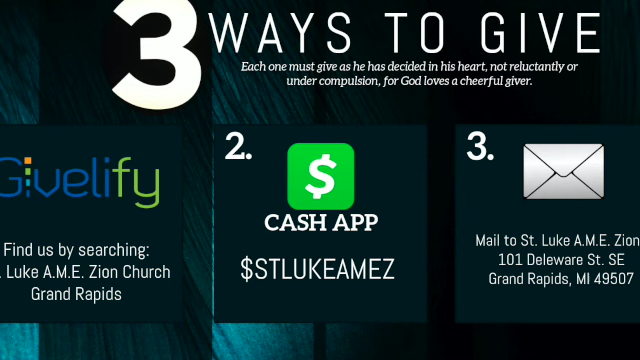 3 WAYS TO GIVE
Each one must give as he has decided in his heart, not reluctantly or
under compulsion, for God loves a cheerful giver.
Givelify
Find us by searching:
. Luke A.M.E. Zion Church
Grand Rapids
2.
$
CASH APP
$STLUKEAMEZ
3.
Mail to St. Luke A.M.E. Zion
101 Deleware St. SE
Grand Rapids, MI 49507